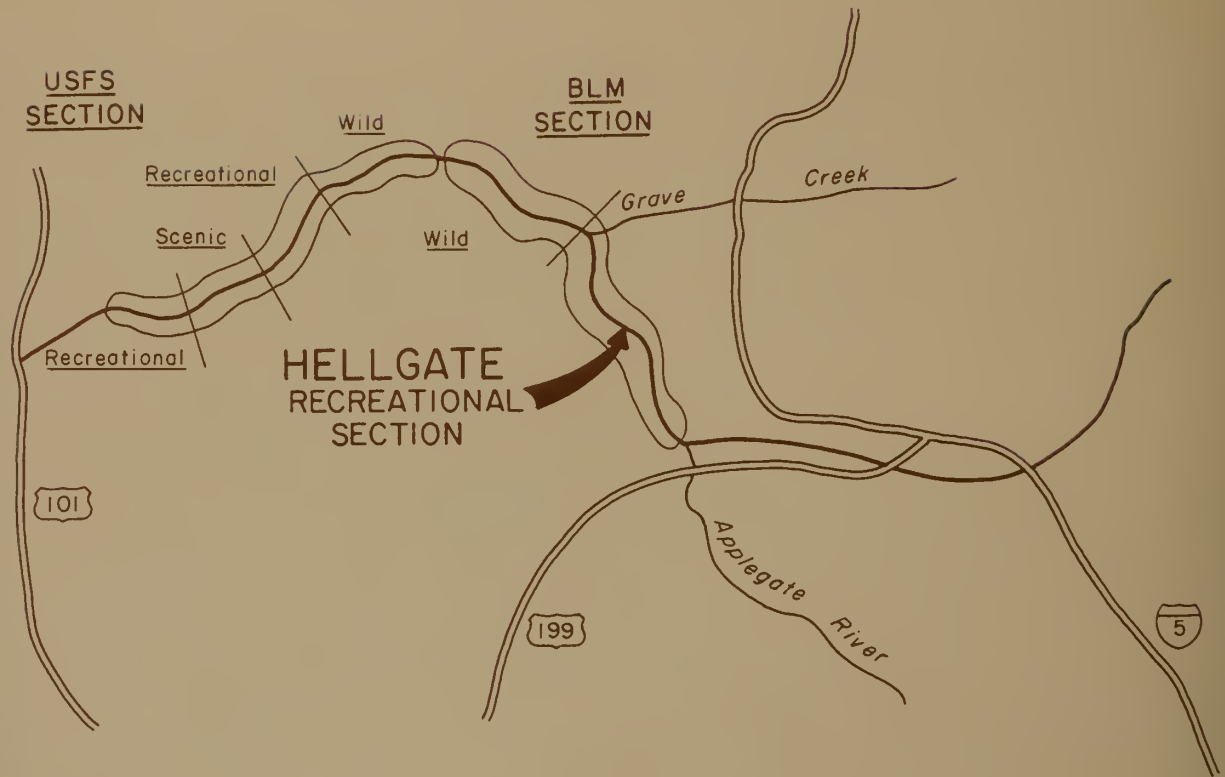 USFS
SECTION
BLM
SECTION
Wild
Recreational
Grave
Creek
Scenic
Wild
Recreational
HELLGATE
RECREATIONAL
SECTION
101
199
Applegate River
5